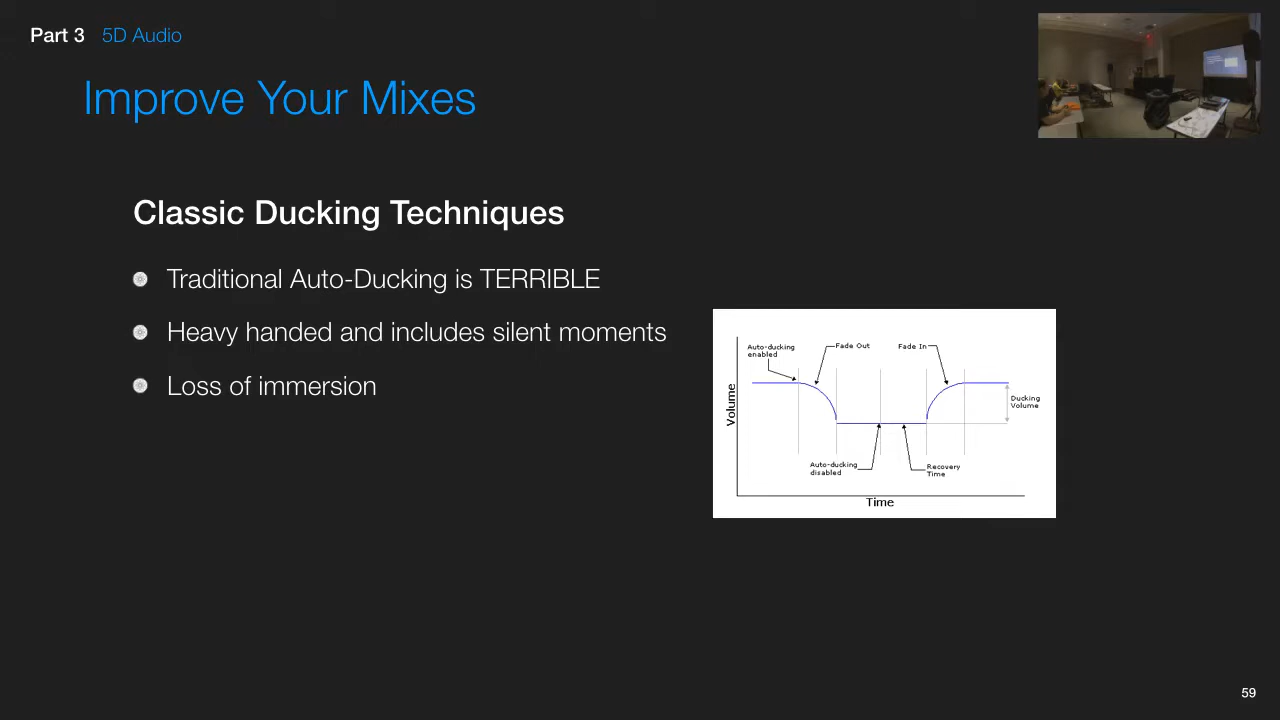 Part 3 5D Audio
Improve Your Mixes
Classic Ducking Techniques
Traditional Auto-Ducking is TERRIBLE
Heavy handed and includes silent moments
Loss of immersion
Auto-ducking
enabled
Fade Out
Fade In
Volume
Ducking
Volume
Auto-ducking
disabled
Recovery
Time
Time
59